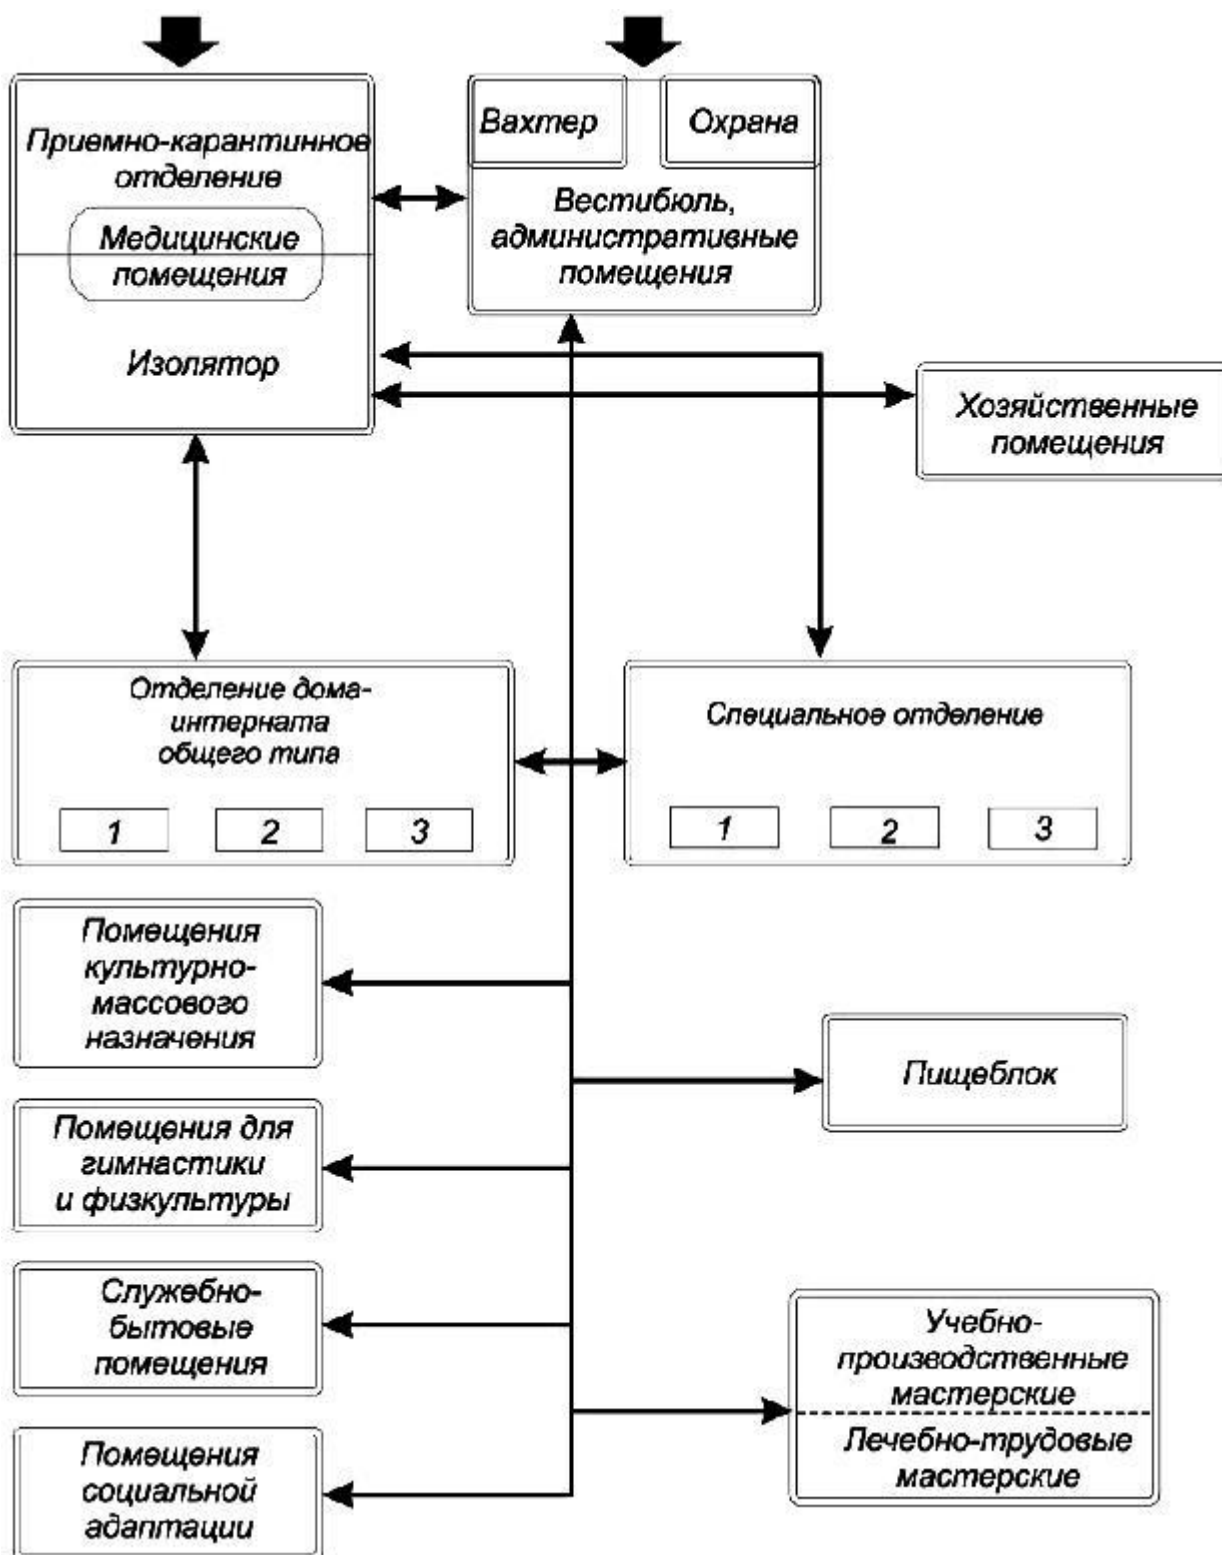 Приемно-карантинное
отделение
Медицинские
помещения
Изолятор
Вахтер
Охрана
Вестибюль,
административные
помещения
Хозяйственные
помещения
Отделение дома-
интерната
общего типа
1
2
3
Специальное отделение
1
2
3
Помещения
культурно-
массового
назначения
Пищеблок
Помещения для
гимнастики
и физкультуры
Служебно-
бытовые
помещения
Учебно-
производственные
мастерские
Лечебно-трудовые
мастерские
Помещения
социальной
адаптации